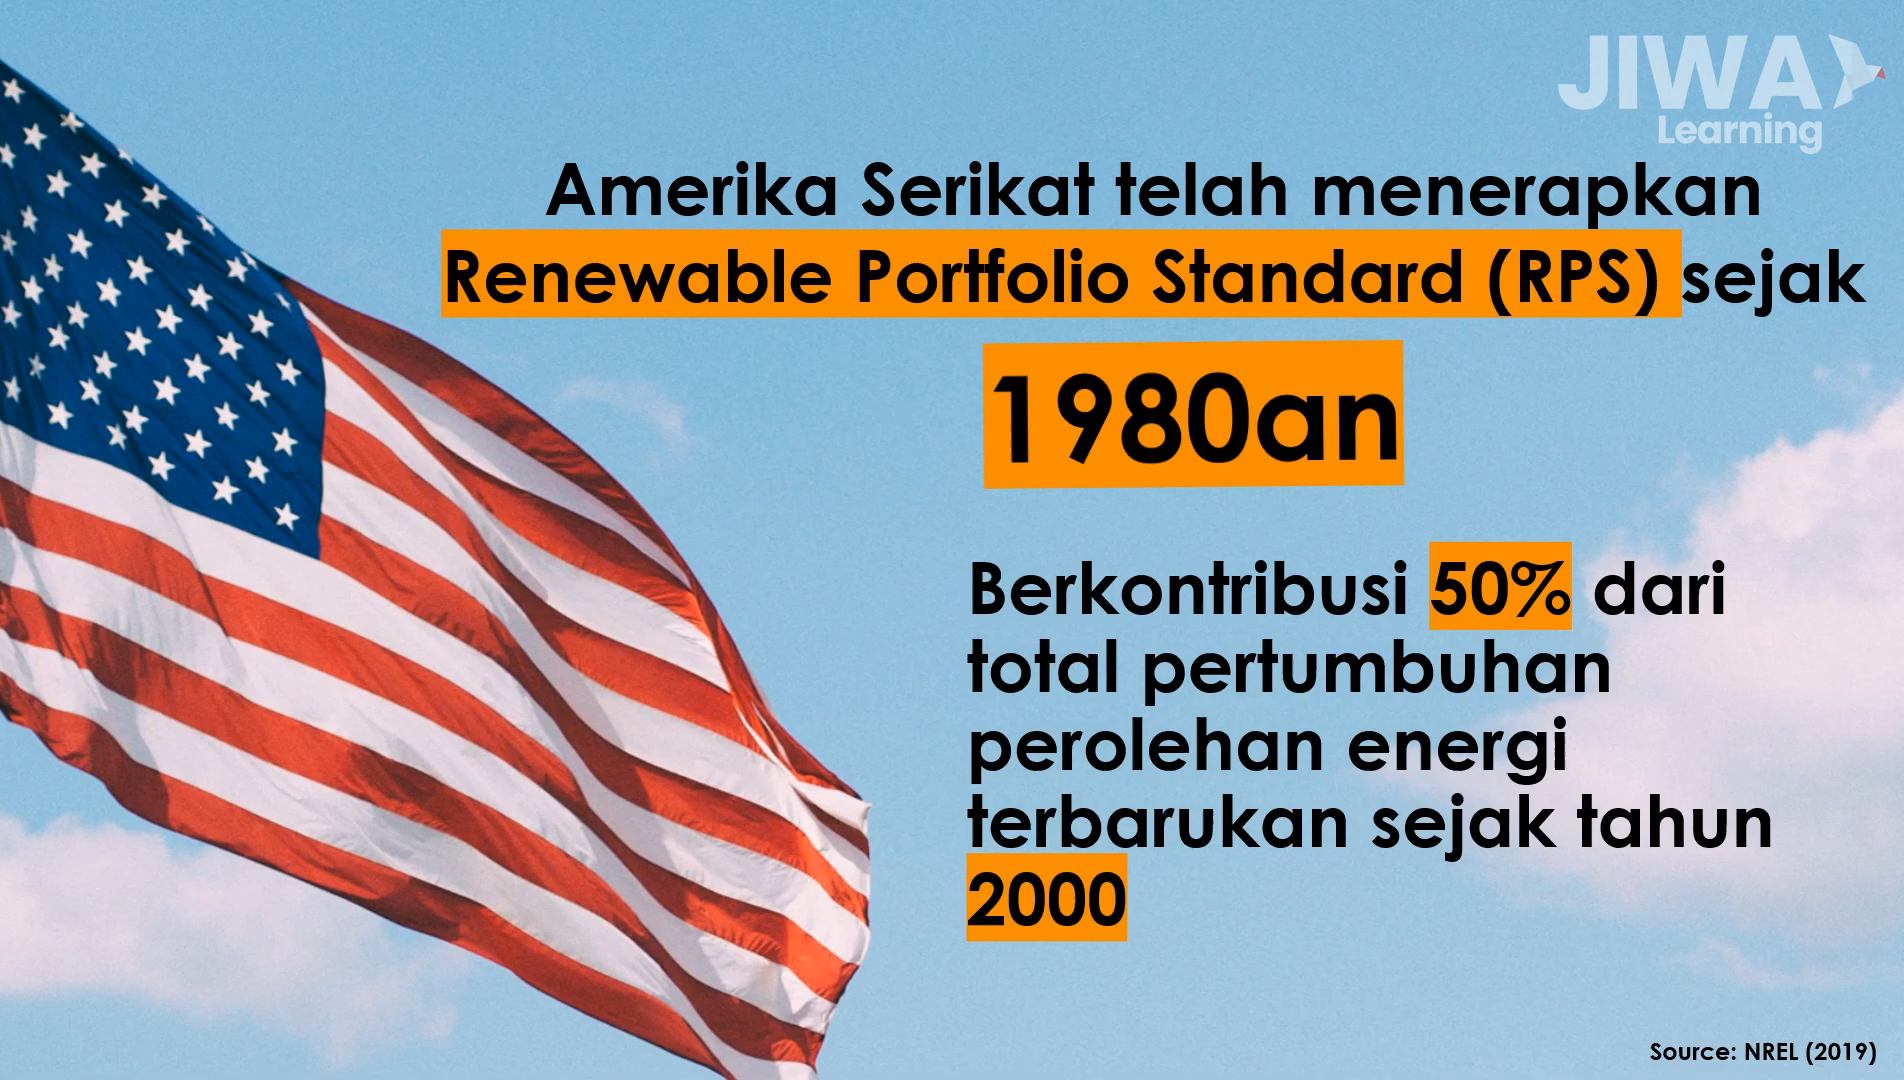 JIWA
Learning
Amerika Serikat telah menerapkan
Renewable Portfolio Standard (RPS) sejak
1980an
Berkontribusi 50% dari
total pertumbuhan
perolehan energi
terbarukan sejak tahun
2000
Source: NREL (2019)